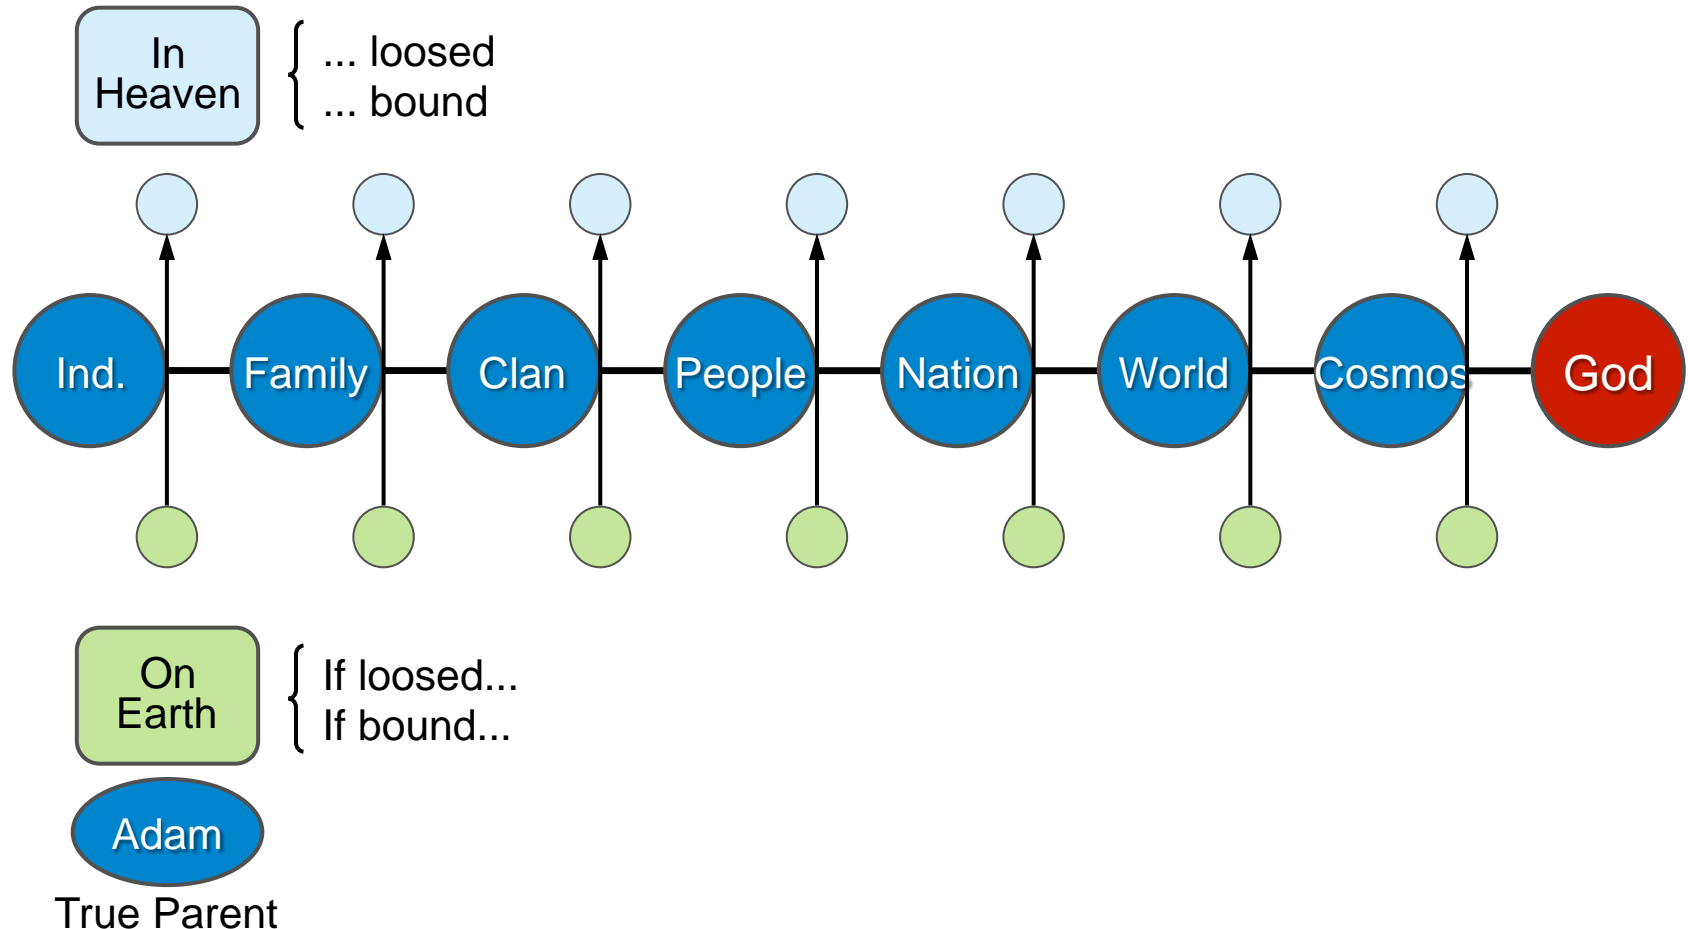 In
Heaven
... loosed
... bound
Ind.
Family
Clan
People
Nation
World
Cosmos
God
On
Earth
If loosed...
If bound...
Adam
True Parent